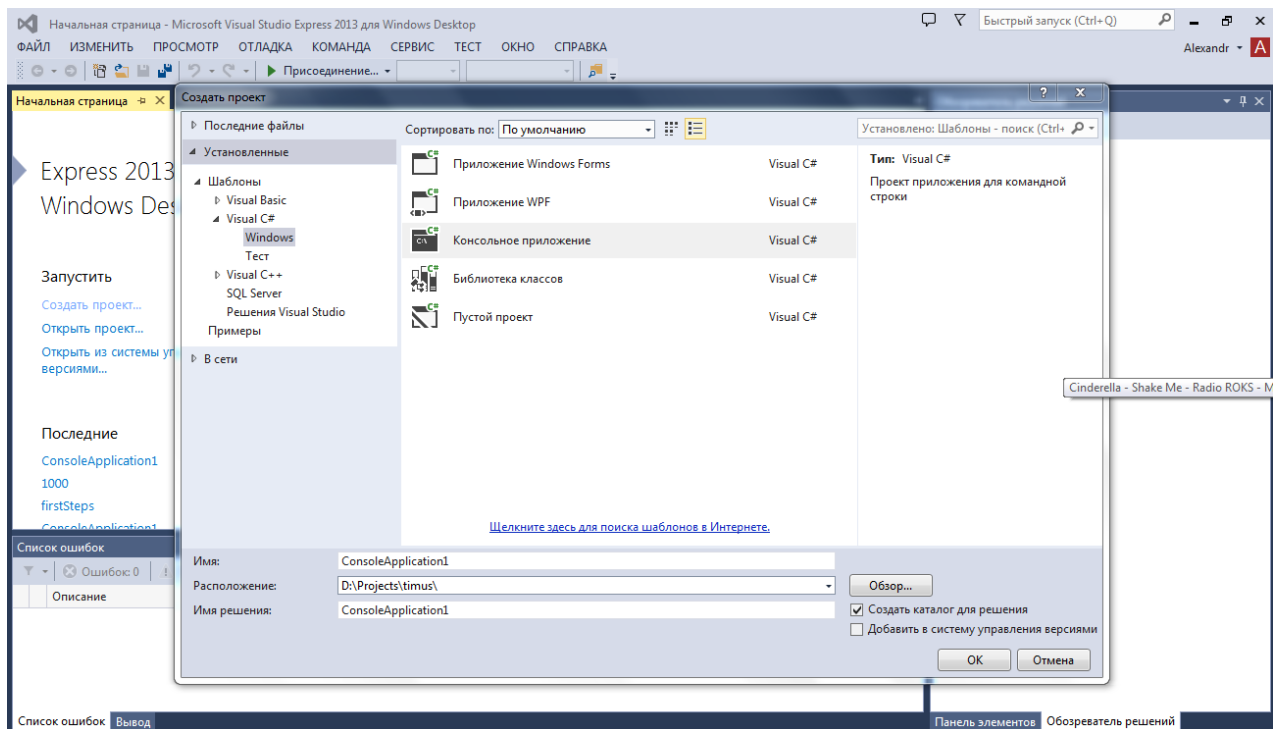 Начальная страница - Microsoft Visual Studio Express 2013 для Windows Desktop
Быстрый запуск (Ctrl+Q)
ФАЙЛ ИЗМЕНИТЬ ПРОСМОТР ОТЛАДКА КОМАНДА СЕРВИС ТЕСТ ОКНО СПРАВКА
Alexandr A
Присоединение...
Начальная страница
Создать проект
Express 2013
Windows Des
Запустить
Создать проект...
Открыть проект...
Открыть из системы уп
версиями...
Последние
ConsoleApplication1
1000
firstSteps
ConsoleApplication1
Последние файлы
Установленные
Шаблоны
Visual Basic
Visual C#
Windows
Тест
Visual C++
SQL Server
Решения Visual Studio
Примеры
В сети
Сортировать по: По умолчанию
Установлено: Шаблоны - поиск (Ctrl+
Приложение Windows Forms Visual C#
Приложение WPF Visual C#
Консольное приложение Visual C#
Библиотека классов Visual C#
Пустой проект Visual C#
Щелкните здесь для поиска шаблонов в Интернете.
Тип: Visual C#
Проект приложения для командной
строки
Cinderella - Shake Me - Radio ROKS - M
Имя: ConsoleApplication1
Расположение: D:\Projects\timus\
Обзор...
Имя решения: ConsoleApplication1
Создать каталог для решения
Добавить в систему управления версиями
OK Отмена
Список ошибок
Ошибок: 0
Описание
Список ошибок Вывод
Панель элементов Обозреватель решений